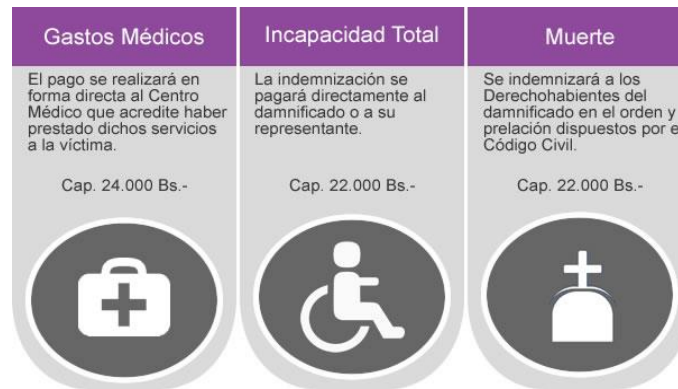 Gastos Médicos
El pago se realizará en
forma directa al Centro
Médico que acredite haber
prestado dichos servicios
a la víctima.
Cap. 24.000 Bs.-
Incapacidad Total
La indemnización se
pagará directamente al
damnificado o a su
representante.
Cap. 22.000 Bs.-
Muerte
Se indemnizará a los
Derechohabientes del
damnificado en el orden y
prelación dispuestos por e
Código Civil.
Cap. 22.000 Bs.-